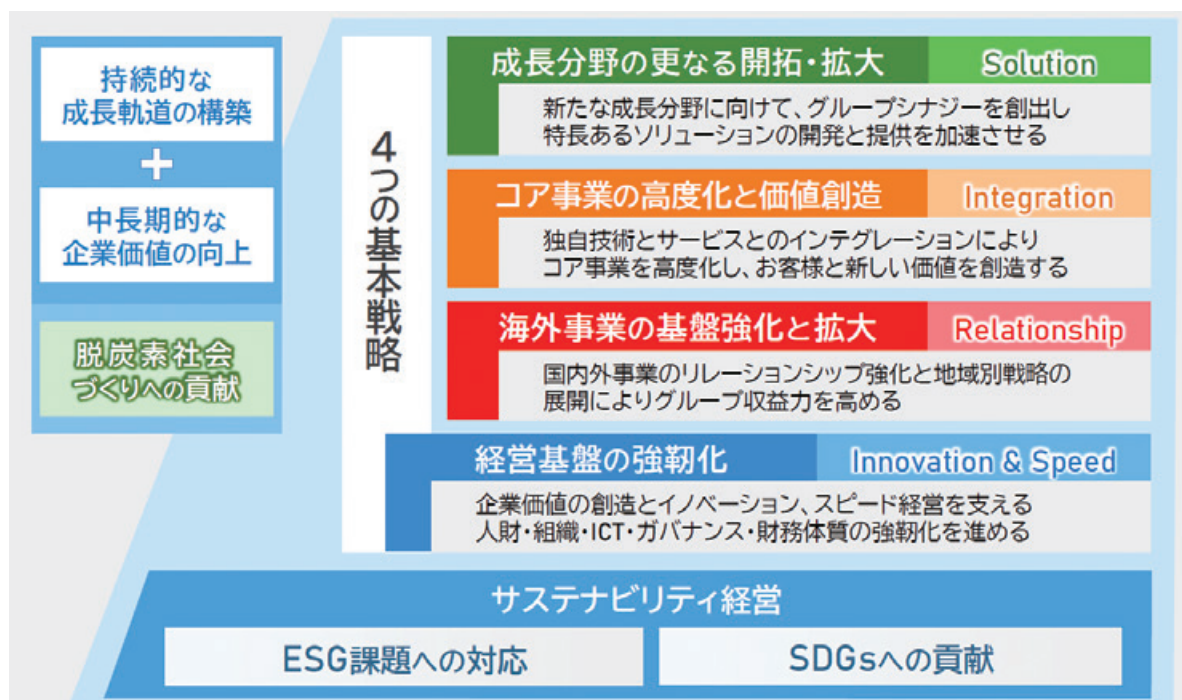 持続的な
成長軌道の構築
+
中長期的な
企業価値の向上
脱炭素社会
づくりへの貢献
4つの基本戦略
成長分野の更なる開拓・拡大 Solution
新たな成長分野に向けて、グループシナジーを創出し
特長あるソリューションの開発と提供を加速させる
コア事業の高度化と価値創造 Integration
独自技術とサービスとのインテグレーションにより
コア事業を高度化し、お客様と新しい価値を創造する
海外事業の基盤強化と拡大 Relationship
国内外事業のリレーションシップ強化と地域別戦略の
展開によりグループ収益力を高める
経営基盤の強靭化 Innovation & Speed
企業価値の創造とイノベーション、スピード経営を支える
人財・組織・ICT・ガバナンス・財務体質の強靭化を進める
サステナビリティ経営
ESG課題への対応
SDGsへの貢献